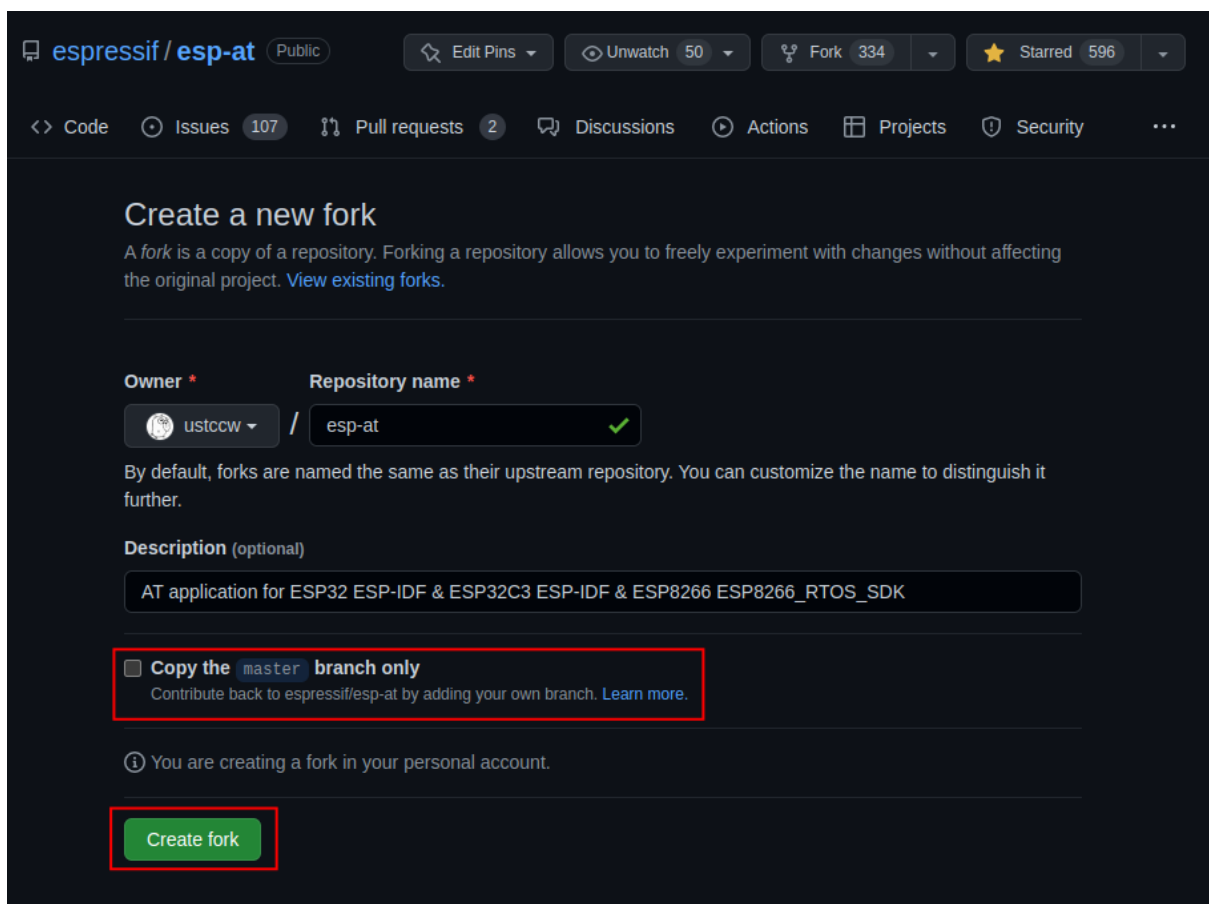 espressif / esp-at Public Edit Pins Unwatch 50 Fork 334 Starred 596
Code Issues 107 Pull requests 2 Discussions Actions Projects Security ...
Create a new fork
A fork is a copy of a repository. Forking a repository allows you to freely experiment with changes without affecting
the original project. View existing forks.
Owner * Repository name *
ustccw / esp-at
By default, forks are named the same as their upstream repository. You can customize the name to distinguish it
further.
Description (optional)
AT application for ESP32 ESP-IDF & ESP32C3 ESP-IDF & ESP8266 ESP8266_RTOS_SDK
Copy the master branch only
Contribute back to espressif/esp-at by adding your own branch. Learn more.
You are creating a fork in your personal account.
Create fork